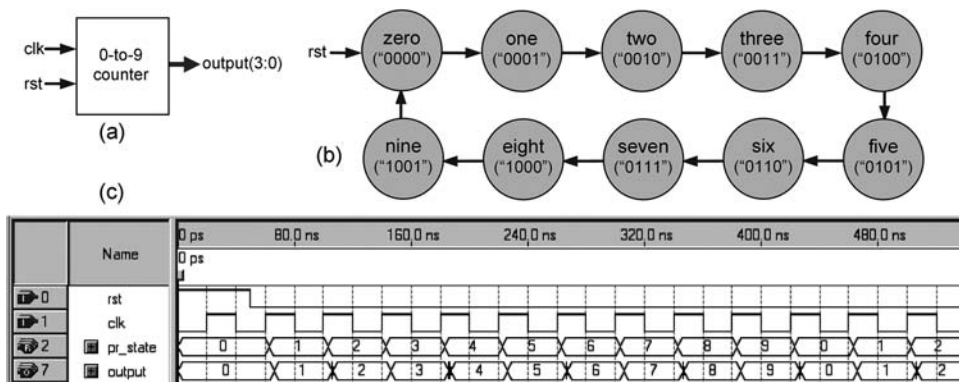 clk
rst
0-to-9
counter
output(3:0)
(a)
rst
zero
("0000")
one
("0001")
two
("0010")
three
("0011")
four
("0100")
nine
("1001")
eight
("1000")
seven
("0111")
six
("0110")
five
("0101")
(b)
(c)
Name
0 ps 80.0 ns 160.0 ns 240.0 ns 320.0 ns 400.0 ns 480.0 ns
0 ps
0 rst
1 clk
2 pr_state 0 1 2 3 4 5 6 7 8 9 0 1 2
7 output 0 1 2 3 4 5 6 7 8 9 0 1 2